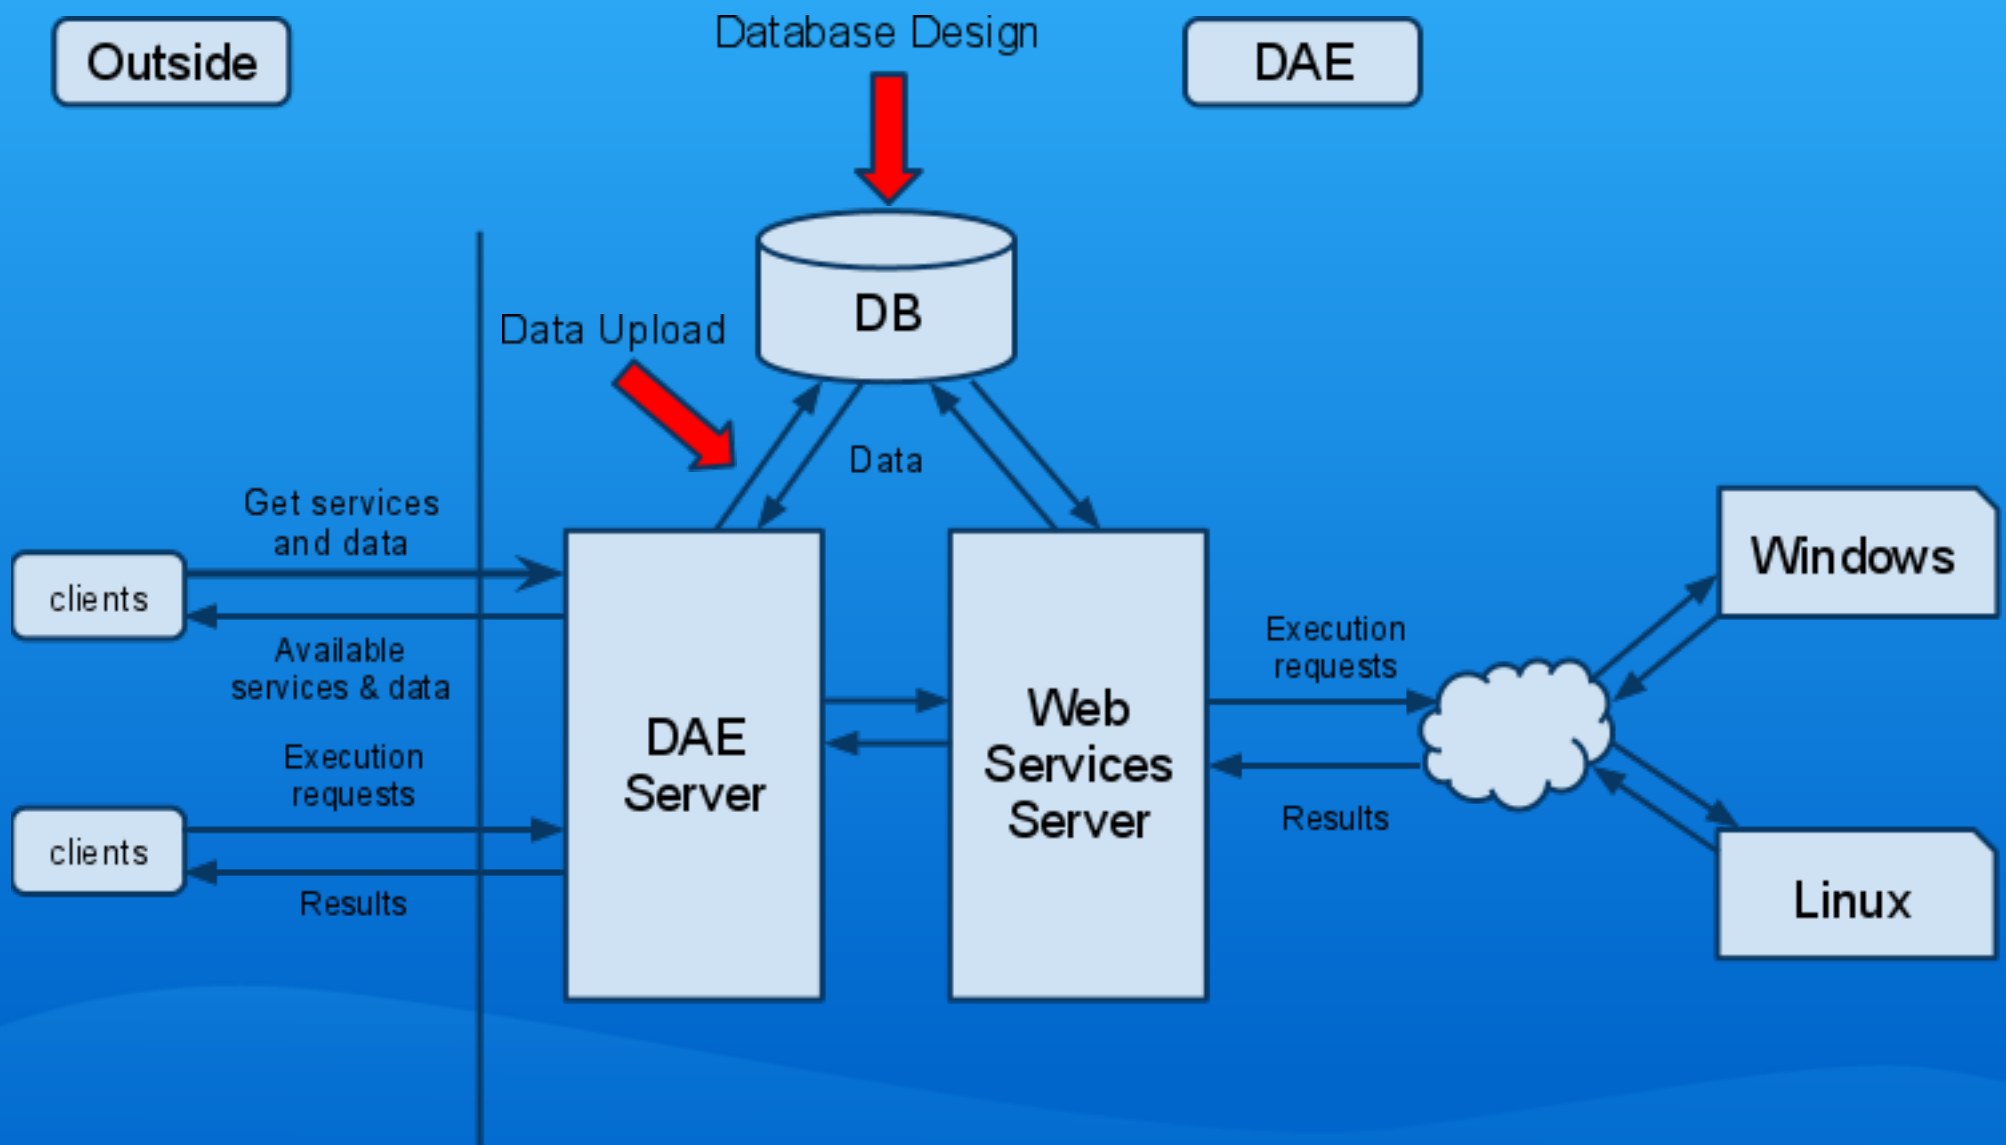 Outside
Database Design
DAE
DB
Data Upload
Data
Get services
and data
clients
Available
services & data
Execution
requests
clients
Results
DAE
Server
Web
Services
Server
Execution
requests
Results
Windows
Linux